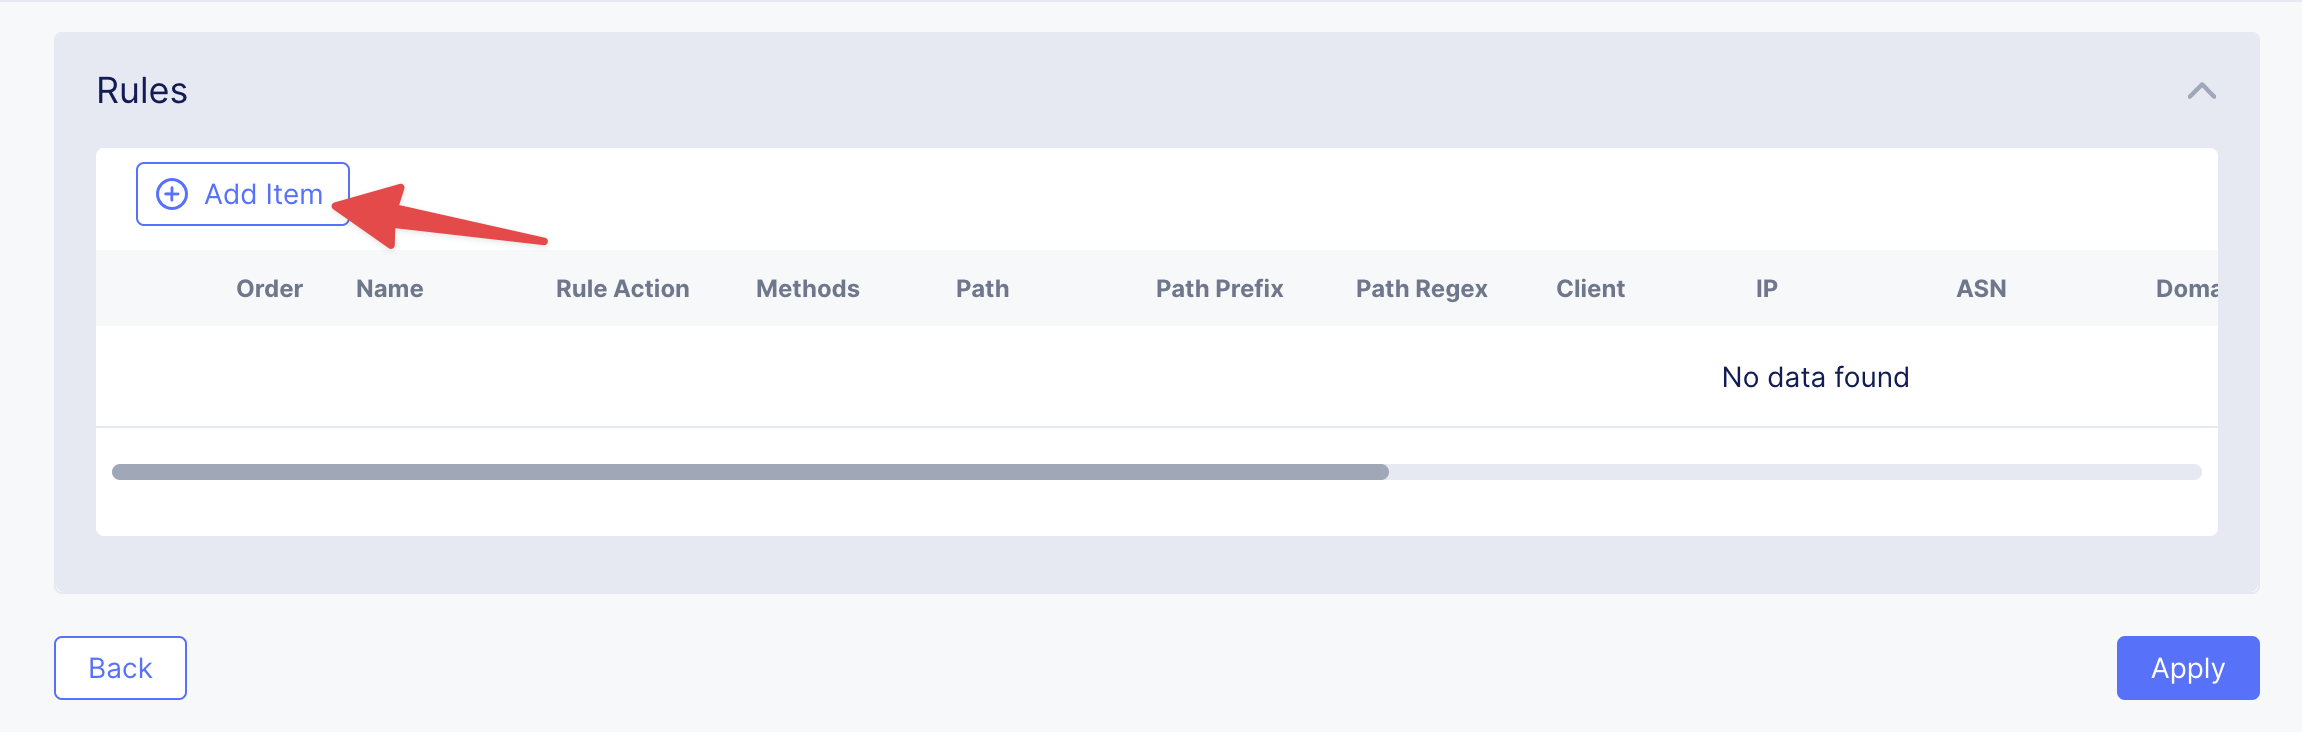 Rules
Add Item
Order Name Rule Action Methods Path Path Prefix Path Regex Client IP ASN Doma
No data found
Back Apply